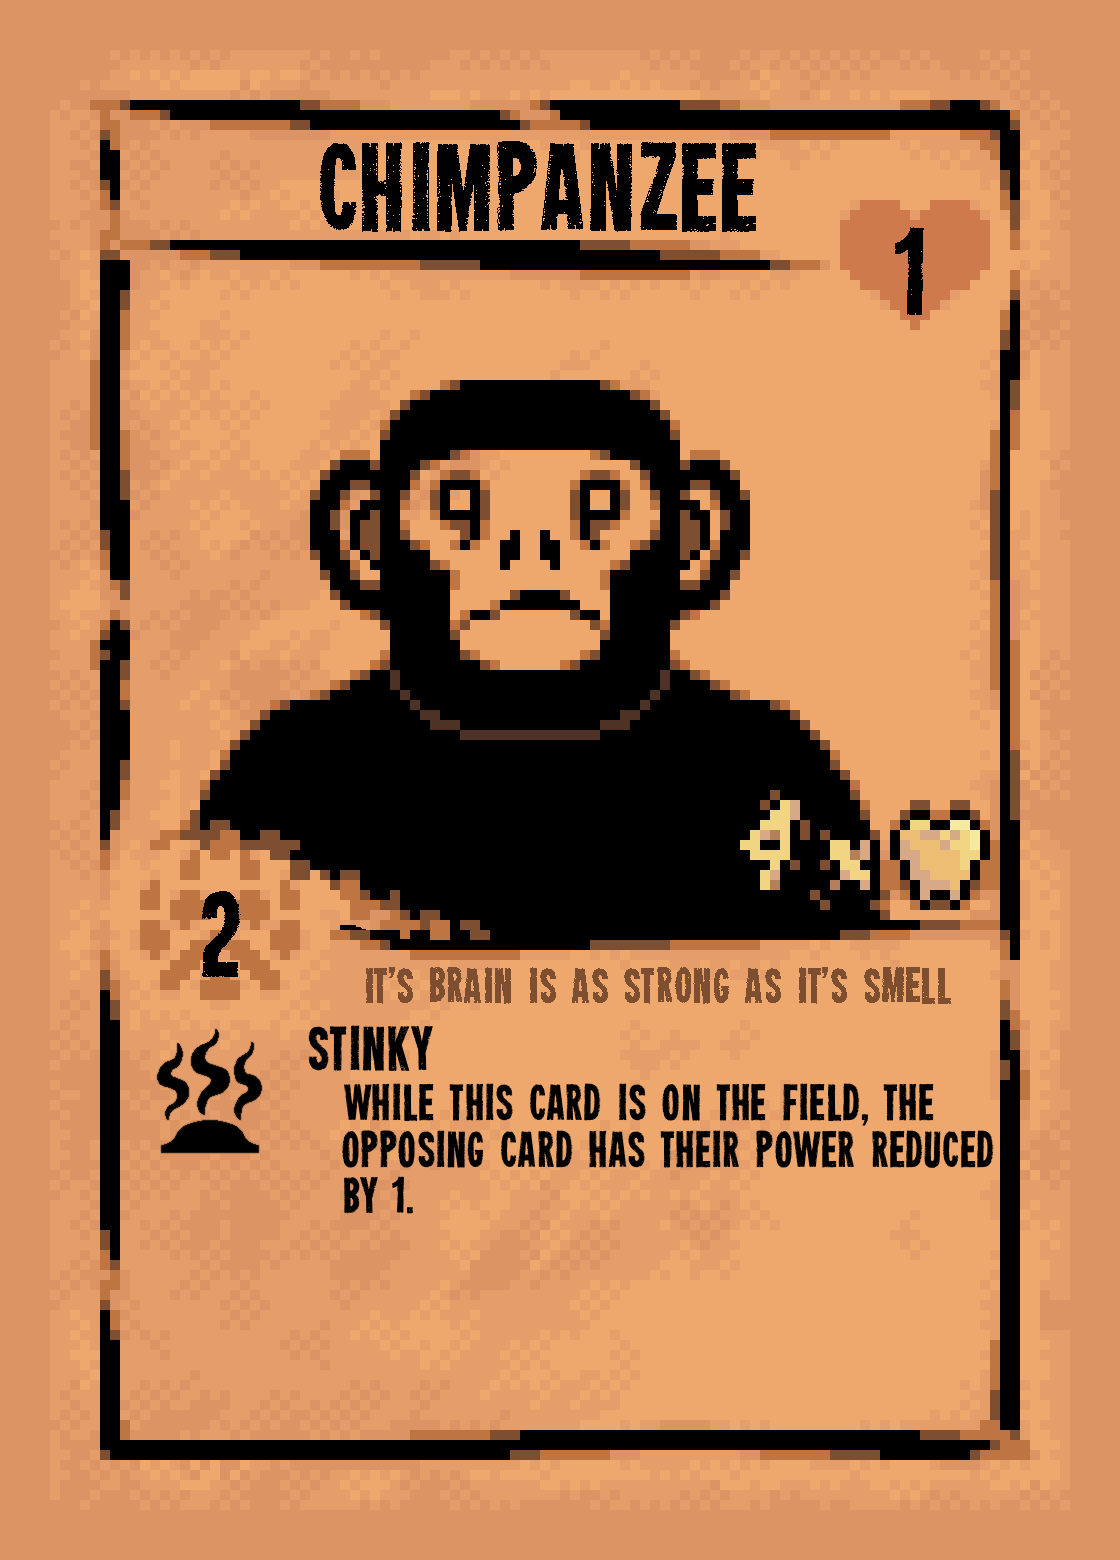 CHIMPANZEE
1
2
IT'S BRAIN IS AS STRONG AS IT'S SMELL
STINKY
WHILE THIS CARD IS ON THE FIELD, THE
OPPOSING CARD HAS THEIR POWER REDUCED
BY 1.